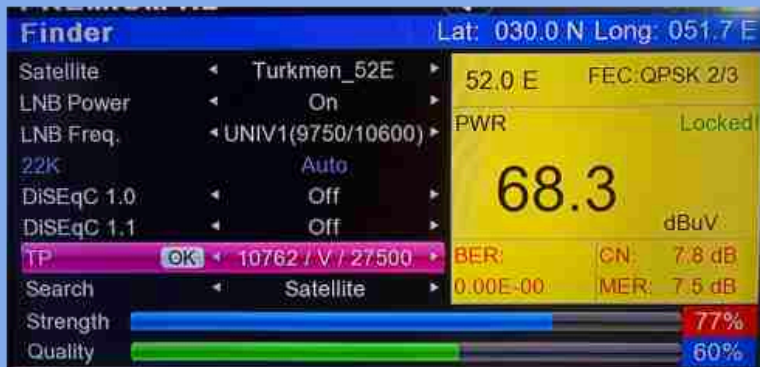 Finder
Lat: 030.0 N Long: 051.7 E
Satellite Turkmen_52E
LNB Power On
LNB Freq. UNIV1(9750/10600)
22K Auto
DiSEqC 1.0 Off
DiSEqC 1.1 Off
TP OK 10762 / V / 27500
Search Satellite
52.0 E FEC:QPSK 2/3
PWR Locked!
68.3
dBuV
BER: CN: 7.8 dB
0.00E-00 MER: 7.5 dB
Strength 77%
Quality 60%